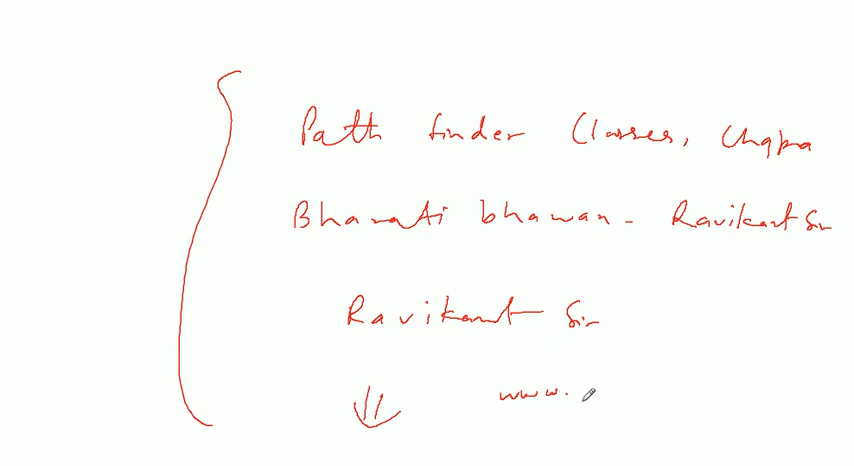 Path finder Classes, Chapra
Bharati bhawan - Ravikant Sir
Ravikant Sir
www.